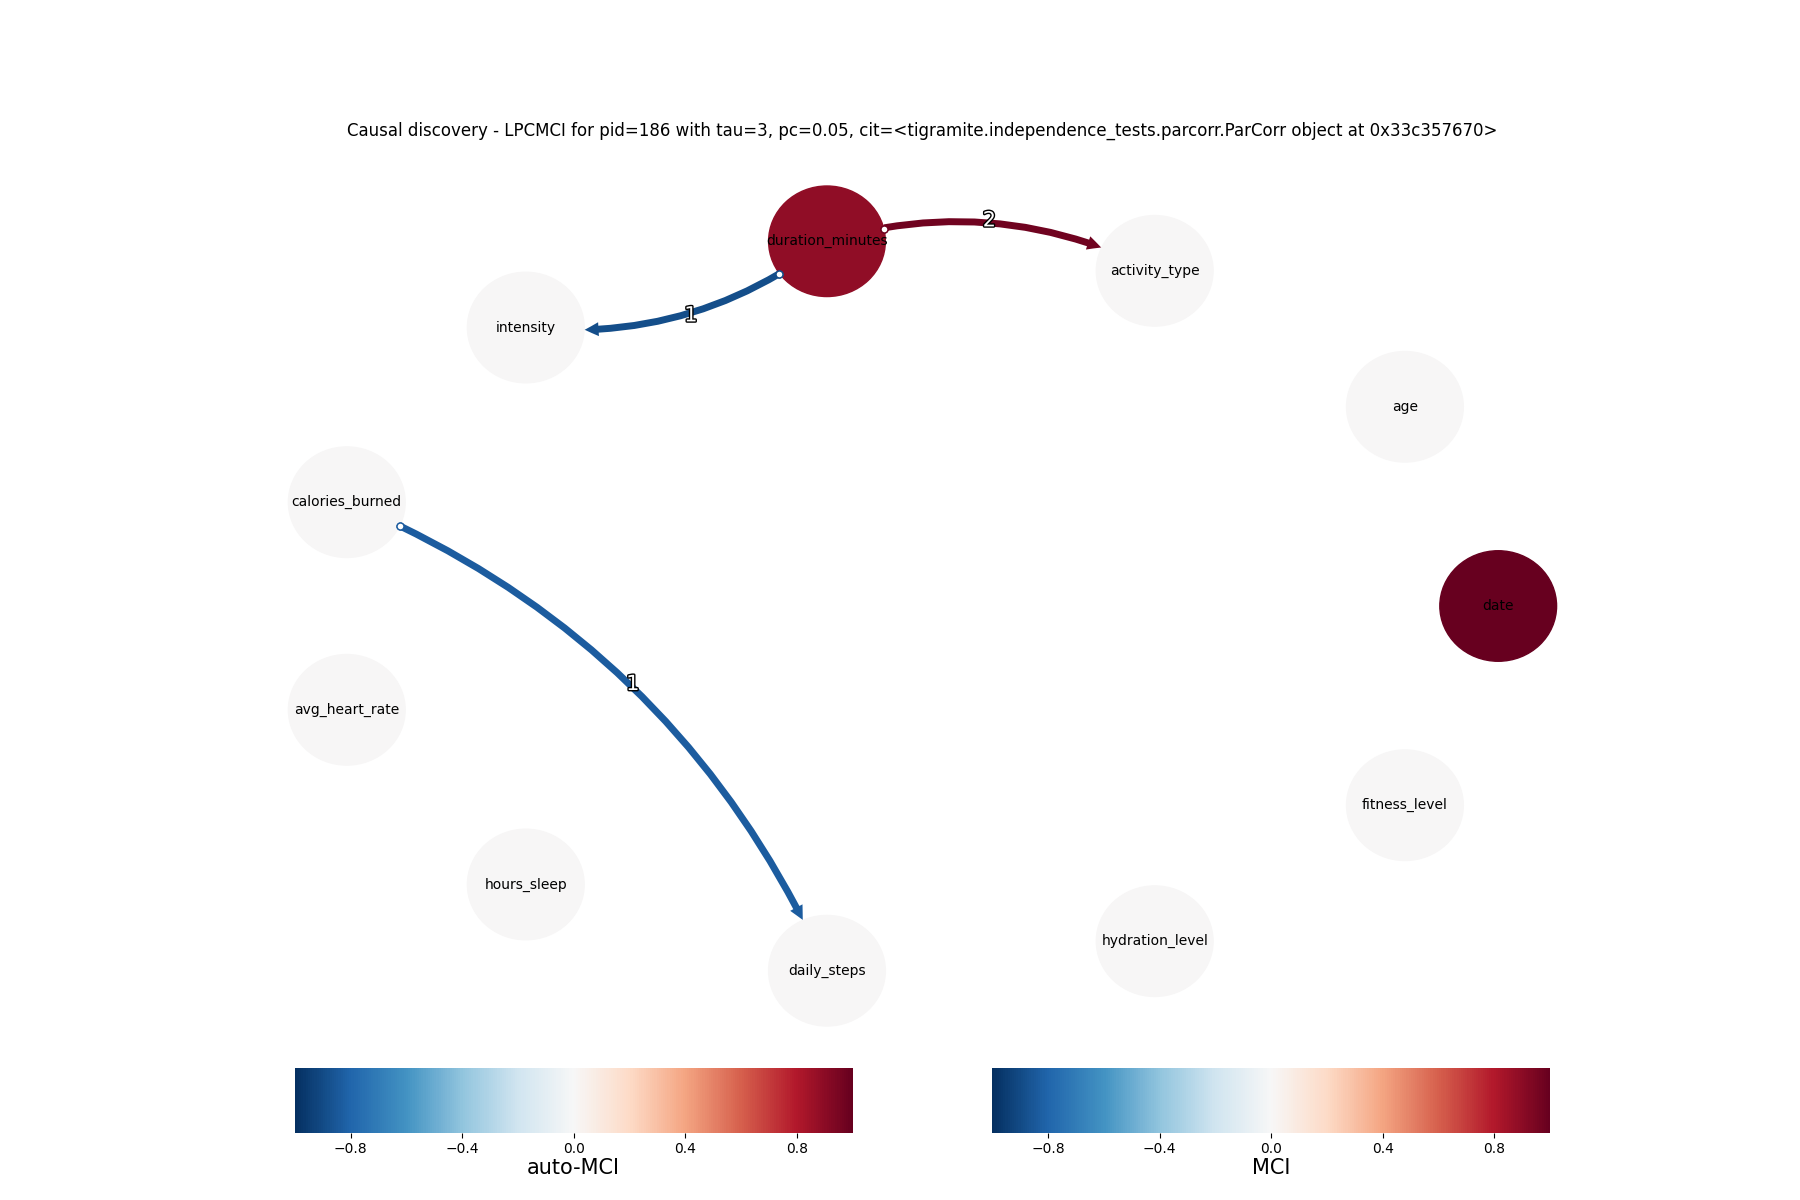 Causal discovery - LPCMCI for pid=186 with tau=3, pc=0.05, cit=<tigramite.independence_tests.parcorr.ParCorr object at 0x33c357670>
2
duration_minutes
activity_type
1
intensity
age
calories_burned
date
1
avg_heart_rate
fitness_level
hours_sleep
hydration_level
daily_steps
−0.8 −0.4 0.0 0.4 0.8
auto-MCI
−0.8 −0.4 0.0 0.4 0.8
MCI